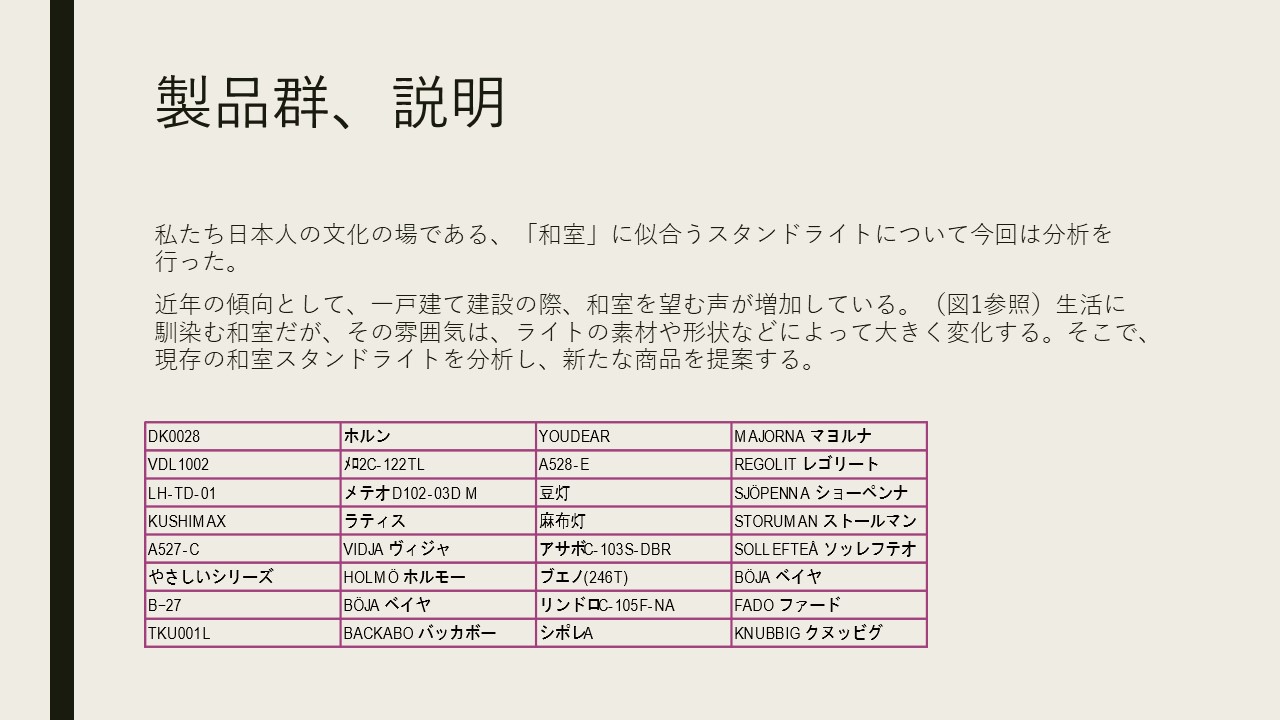 製品群、説明
私たち日本人の文化の場である、「和室」に似合うスタンドライトについて今回は分析を
行った。
近年の傾向として、一戸建て建設の際、和室を望む声が増加している。（図1参照）生活に
馴染む和室だが、その雰囲気は、ライトの素材や形状などによって大きく変化する。そこで、
現存の和室スタンドライトを分析し、新たな商品を提案する。
DK0028 ホルン YOUDEAR MAJORNA マヨルナ
VDL1002 ﾒﾛ2C-122TL A528-E REGOLIT レゴリート
LH-TD-01 メテオD102-03D M 豆灯 SJÖPENNA ショーペンナ
KUSHIMAX ラティス 麻布灯 STORUMAN ストールマン
A527-C VIDJA ヴィジャ アサボC-103S-DBR SOLLEFTEÅ ソッレフテオ
やさしいシリーズ HOLMÖ ホルモー ブエノ(246T) BÖJA ベイヤ
B−27 BÖJA ベイヤ リンドロC-105F-NA FADO ファード
TKU001L BACKABO バッカボー シポレA KNUBBIG クヌッビグ